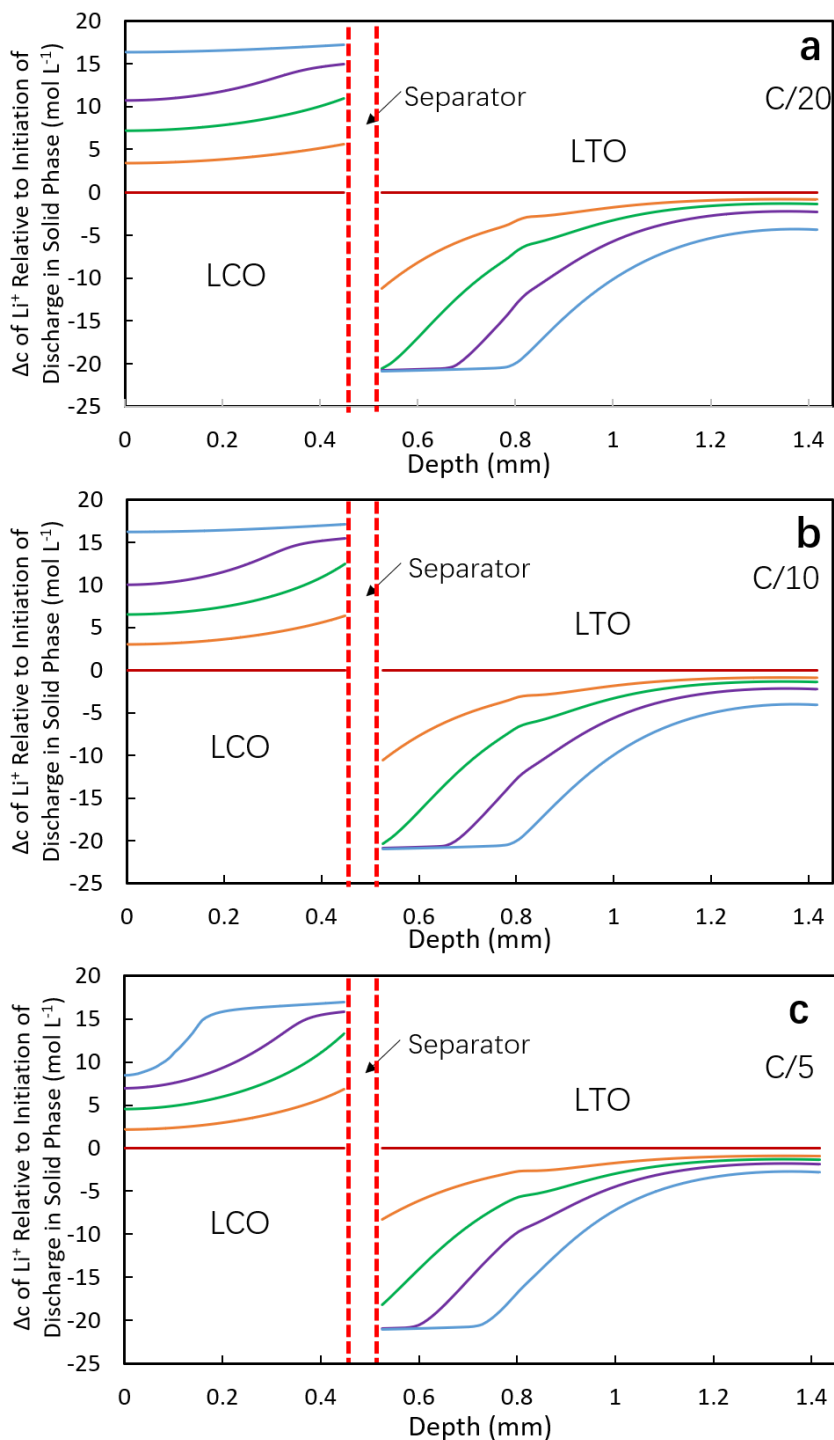 Δc of Li⁺ Relative to Initiation of
Discharge in Solid Phase (mol L⁻¹)
20
15
10
5
0
-5
-10
-15
-20
-25
a
C/20
Separator
LTO
LCO
0
0.2
0.4
0.6
0.8
1
1.2
1.4
Depth (mm)
Δc of Li⁺ Relative to Initiation of
Discharge in Solid Phase (mol L⁻¹)
20
15
10
5
0
-5
-10
-15
-20
-25
b
C/10
Separator
LTO
LCO
0
0.2
0.4
0.6
0.8
1
1.2
1.4
Depth (mm)
Δc of Li⁺ Relative to Initiation of
Discharge in Solid Phase (mol L⁻¹)
20
15
10
5
0
-5
-10
-15
-20
-25
c
C/5
Separator
LTO
LCO
0
0.2
0.4
0.6
0.8
1
1.2
1.4
Depth (mm)